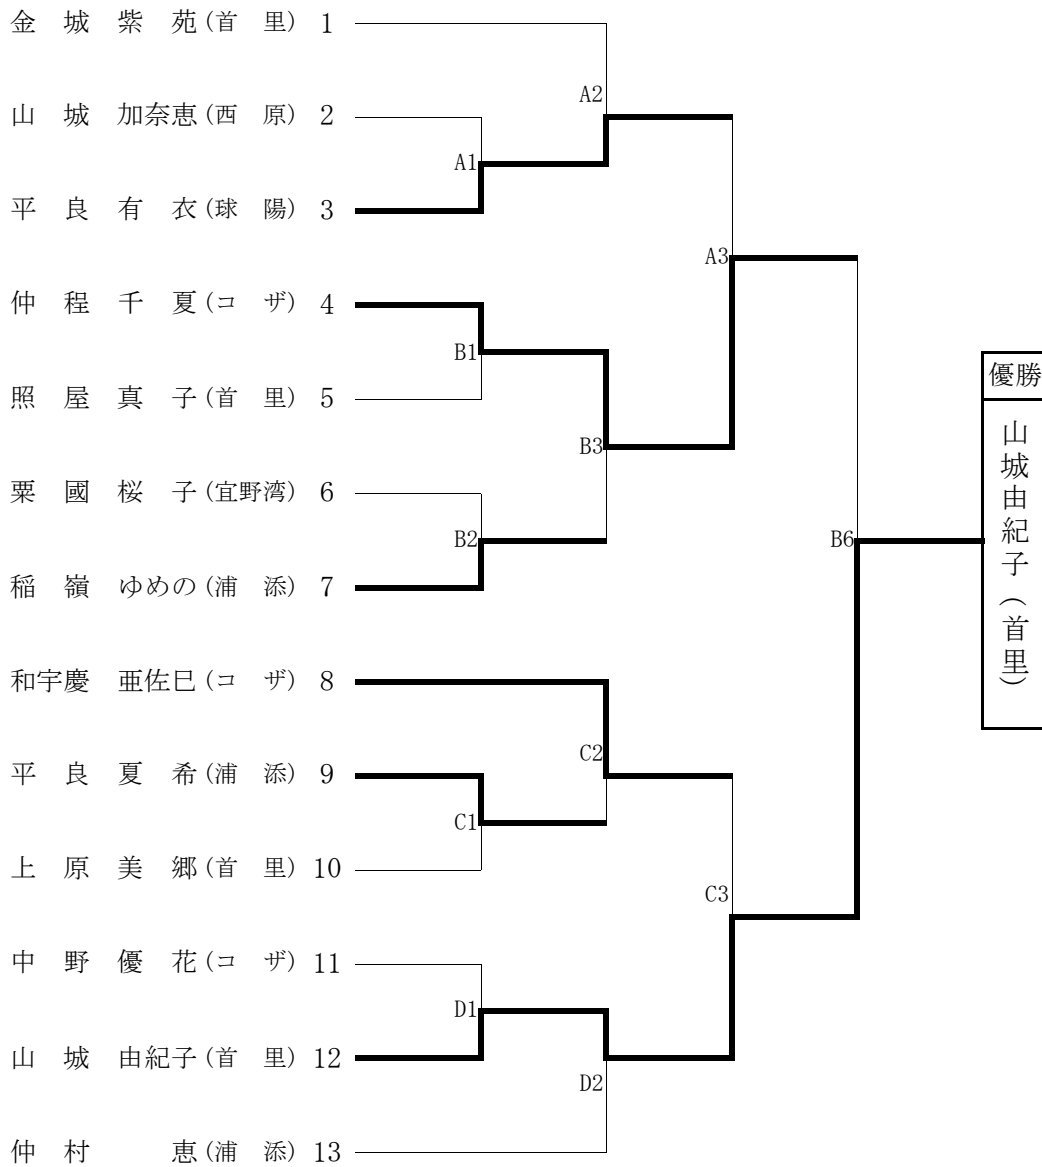 金 城 紫 苑 (首 里) 1
A2
山 城 加奈恵 (西 原) 2
A1
平 良 有 衣 (球 陽) 3
A3
仲 程 千 夏 (コ ザ) 4
B1
照 屋 真 子 (首 里) 5
B3
粟 國 桜 子 (宜野湾) 6
B2
稲 嶺 ゆめの (浦 添) 7
B6
優勝
山城由紀子(首里)
和宇慶 亜佐巳 (コ ザ) 8
C2
平 良 夏 希 (浦 添) 9
C1
上 原 美 郷 (首 里) 10
C3
中 野 優 花 (コ ザ) 11
D1
山 城 由紀子 (首 里) 12
D2
仲 村 恵 (浦 添) 13